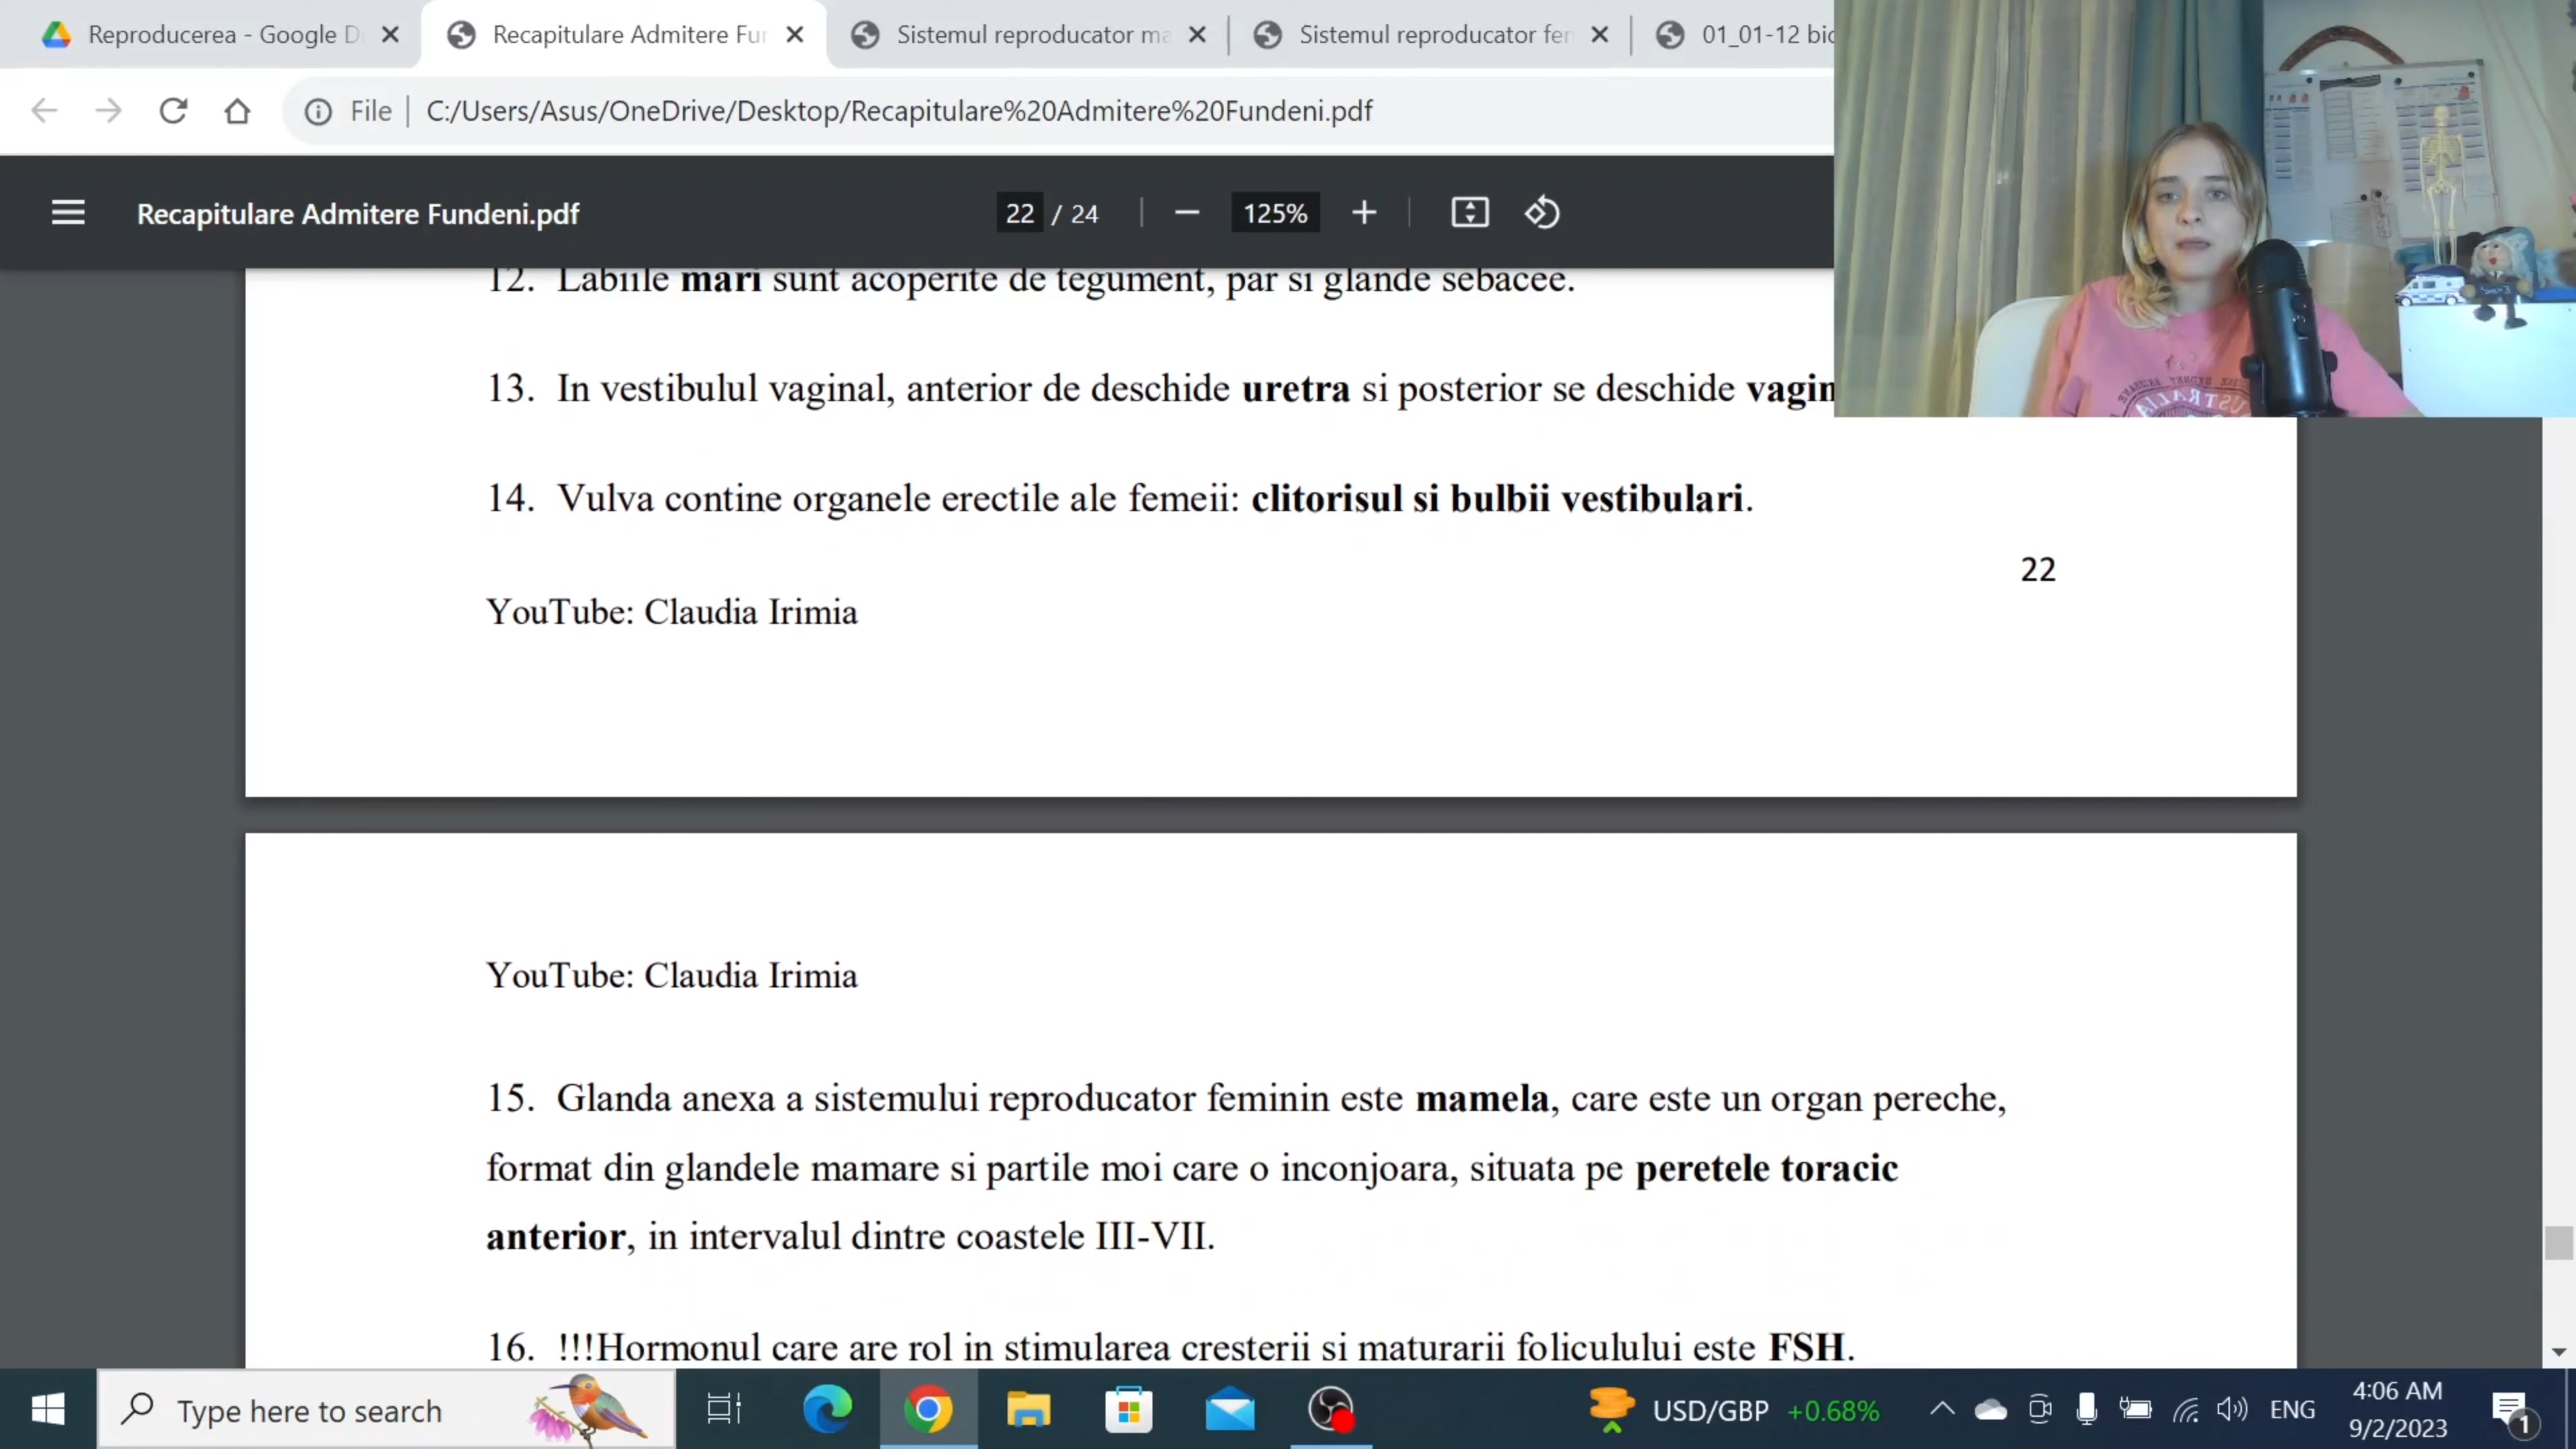 Reproducerea - Google D
Recapitulare Admitere Fun
Sistemul reproducator ma
Sistemul reproducator fem
01_01-12 bio
File
C:/Users/Asus/OneDrive/Desktop/Recapitulare%20Admitere%20Fundeni.pdf
Recapitulare Admitere Fundeni.pdf
22 / 24
125%
12. Labiile mari sunt acoperite de tegument, par si glande sebacee.
13. In vestibulul vaginal, anterior de deschide uretra si posterior se deschide vagin
14. Vulva contine organele erectile ale femeii: clitorisul si bulbii vestibulari.
22
YouTube: Claudia Irimia
YouTube: Claudia Irimia
15. Glanda anexa a sistemului reproducator feminin este mamela, care este un organ pereche,
format din glandele mamare si partile moi care o inconjoara, situata pe peretele toracic
anterior, in intervalul dintre coastele III-VII.
16. !!!Hormonul care are rol in stimularea cresterii si maturarii foliculului este FSH.
Type here to search
USD/GBP +0.68%
ENG
4:06 AM
9/2/2023
1